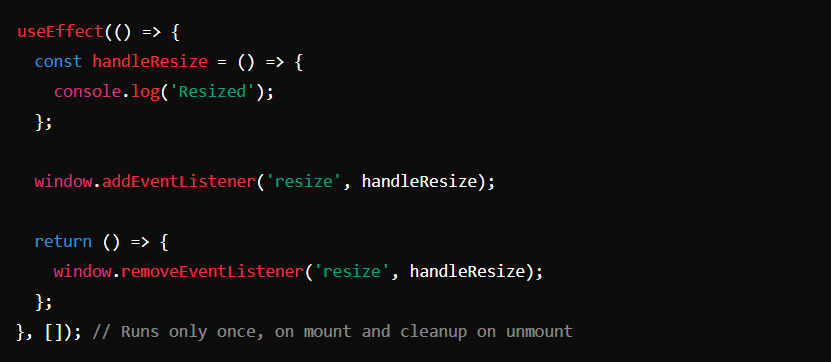 useEffect(() => {
  const handleResize = () => {
    console.log('Resized');
  };

  window.addEventListener('resize', handleResize);

  return () => {
    window.removeEventListener('resize', handleResize);
  };
}, []); // Runs only once, on mount and cleanup on unmount